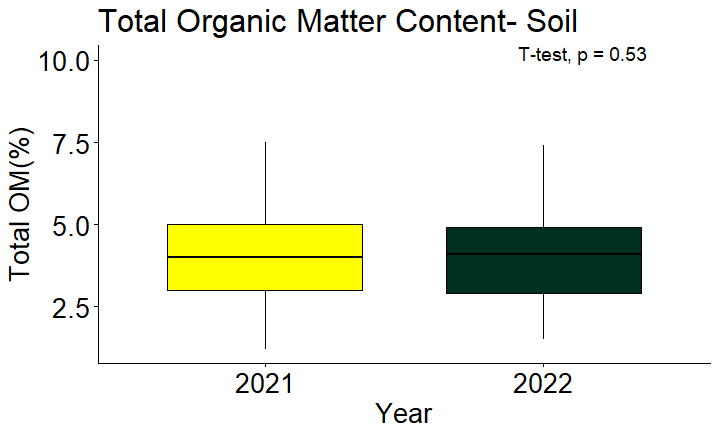 Total Organic Matter Content- Soil
T-test, p = 0.53
10.0
7.5
5.0
2.5
Total OM(%)
2021 2022
Year